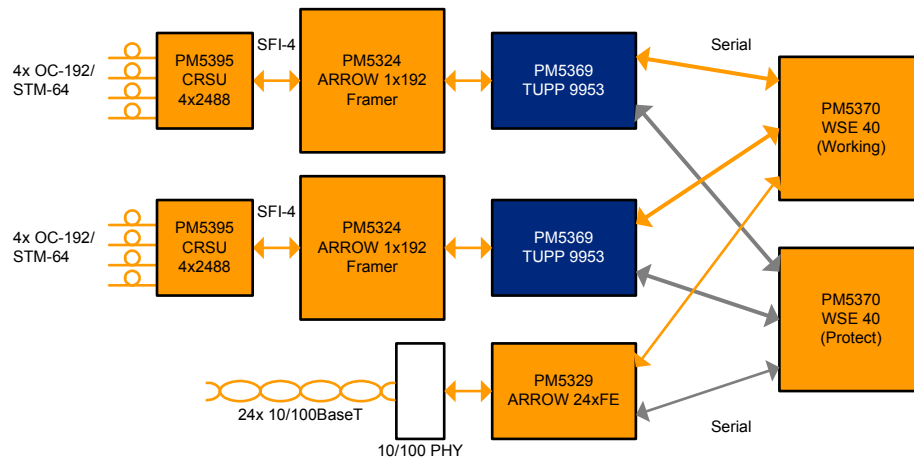 4x OC-192/
STM-64
PM5395
CRSU
4x2488
SFI-4
PM5324
ARROW 1x192
Framer
PM5369
TUPP 9953
Serial
PM5370
WSE 40
(Working)
4x OC-192/
STM-64
PM5395
CRSU
4x2488
SFI-4
PM5324
ARROW 1x192
Framer
PM5369
TUPP 9953
PM5370
WSE 40
(Protect)
24x 10/100BaseT
10/100 PHY
PM5329
ARROW 24xFE
Serial